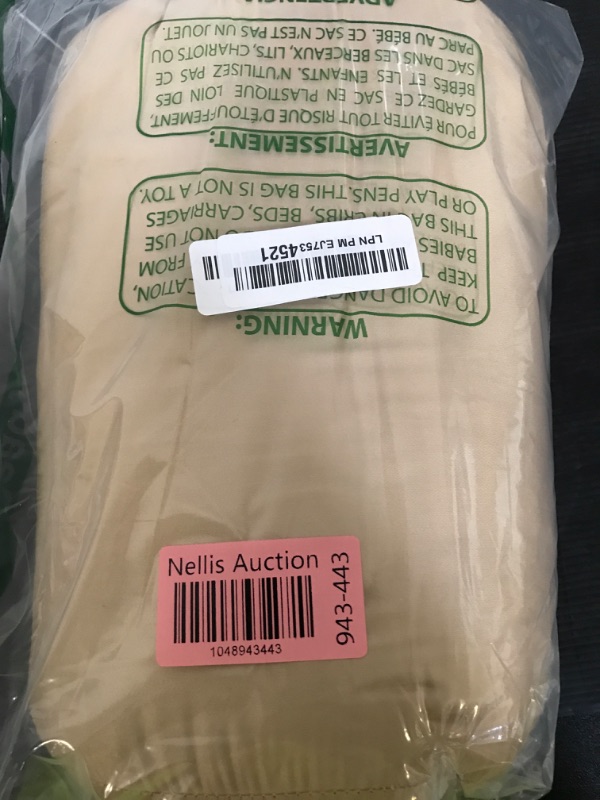 WARNING:
TO AVOID
KEEP FROM
BABIES NOT USE
THIS IN CRIBS, BEDS, CARRIAGES
OR PLAY PENS. THIS BAG IS NOT A TOY.
LPN PM EJ7534521
AVERTISSEMENT:
POUR ÉVITER TOUT RISQUE D'ÉTOUFFEMENT,
GARDEZ CE SAC EN PLASTIQUE LOIN DES
BÉBÉS ET LES ENFANTS. N'UTILISEZ PAS CE
SAC DANS LES BERCEAUX, LITS, CHARIOTS OU
PARC AU BÉBÉ. CE SAC N'EST PAS UN JOUET.
ADVERTENCIA
Nellis Auction
1048943443
943-443